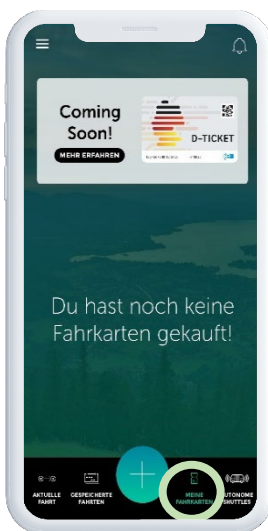 Coming
Soon!
MEHR ERFAHREN
D-TICKET
Du hast noch keine
Fahrkarten gekauft!
AKTUELLE
FAHRT
GESPEICHERTE
FAHRTEN
MEINE
FAHRKARTEN
AUTONOME
SHUTTLES